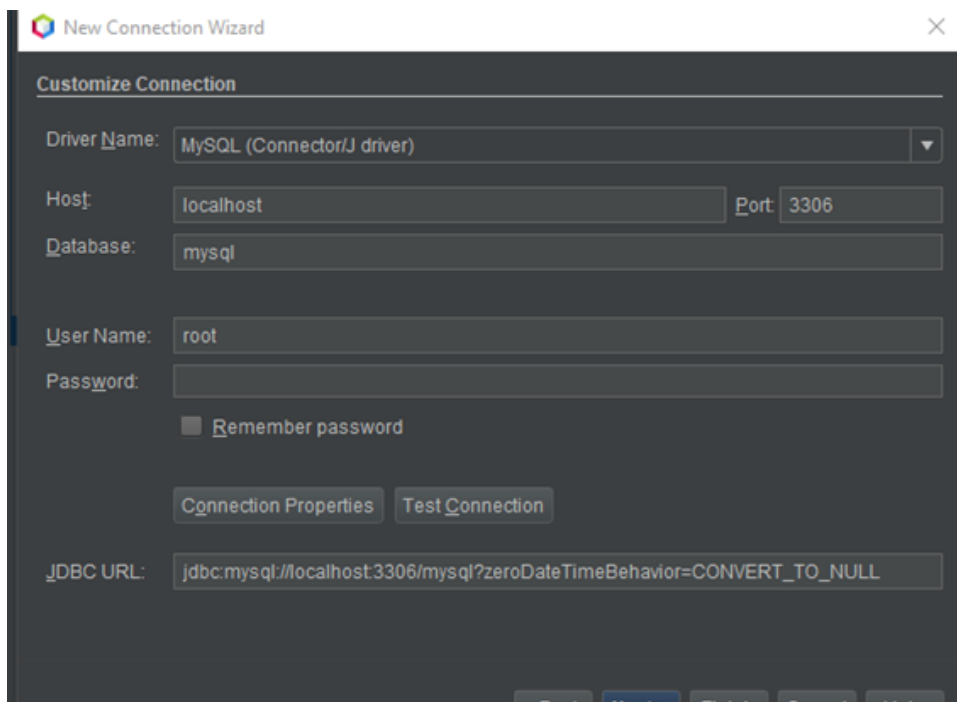 New Connection Wizard
Customize Connection
Driver Name: MySQL (Connector/J driver)
Host: localhost Port: 3306
Database: mysql
User Name: root
Password:
Remember password
Connection Properties Test Connection
JDBC URL: jdbc:mysql://localhost:3306/mysql?zeroDateTimeBehavior=CONVERT_TO_NULL